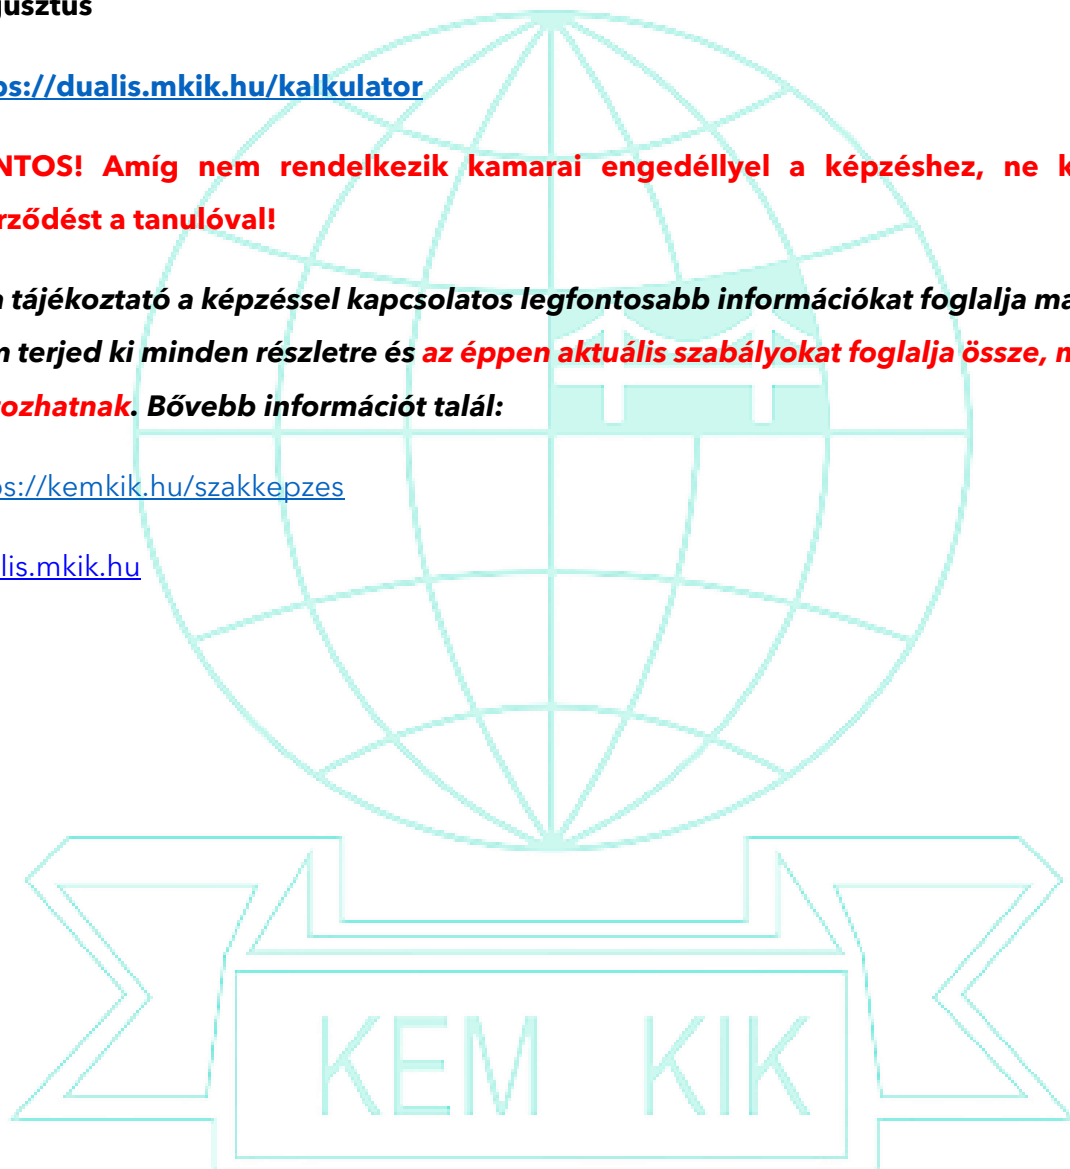 gusztus
ps://dualis.mkik.hu/kalkulator
NTOS! Amíg nem rendelkezik kamarai engedéllyel a képzéshez, ne k
rződést a tanulóval!
a tájékoztató a képzéssel kapcsolatos legfontosabb információkat foglalja ma
n terjed ki minden részletre és az éppen aktuális szabályokat foglalja össze, m
tozhatnak. Bővebb információt talál:
ps://kemkik.hu/szakkepzes
lis.mkik.hu
KEM KIK